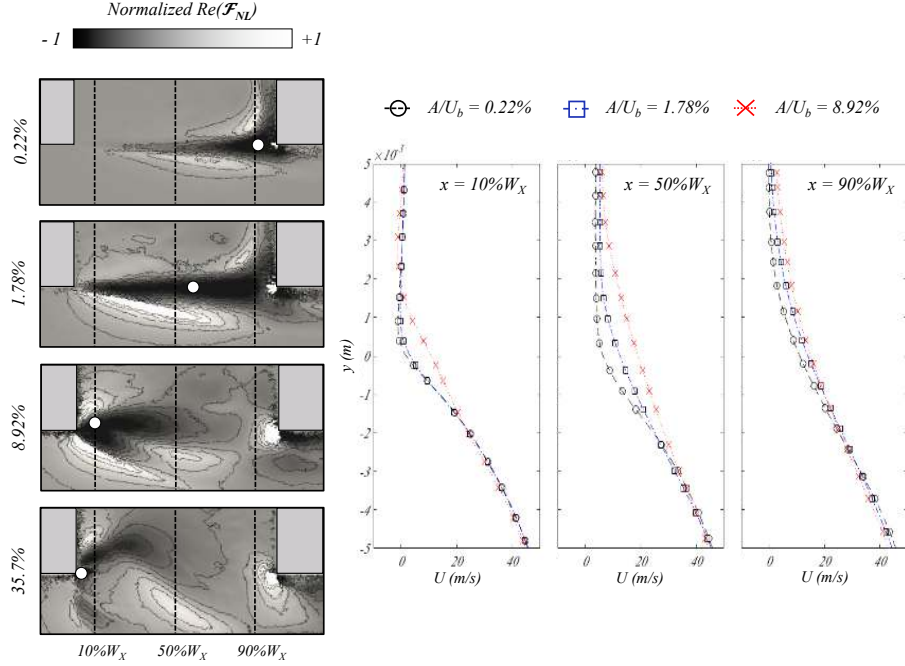 Normalized Re(𝓕NL)
- 1 +1
0.22%
1.78%
8.92%
35.7%
10%WX 50%WX 90%WX
A/Ub = 0.22% A/Ub = 1.78% A/Ub = 8.92%
×10-3
x = 10%WX x = 50%WX x = 90%WX
5
4
3
2
1
0
-1
-2
-3
-4
-5
y (m)
0 20 40 0 20 40 0 20 40
U (m/s) U (m/s) U (m/s)